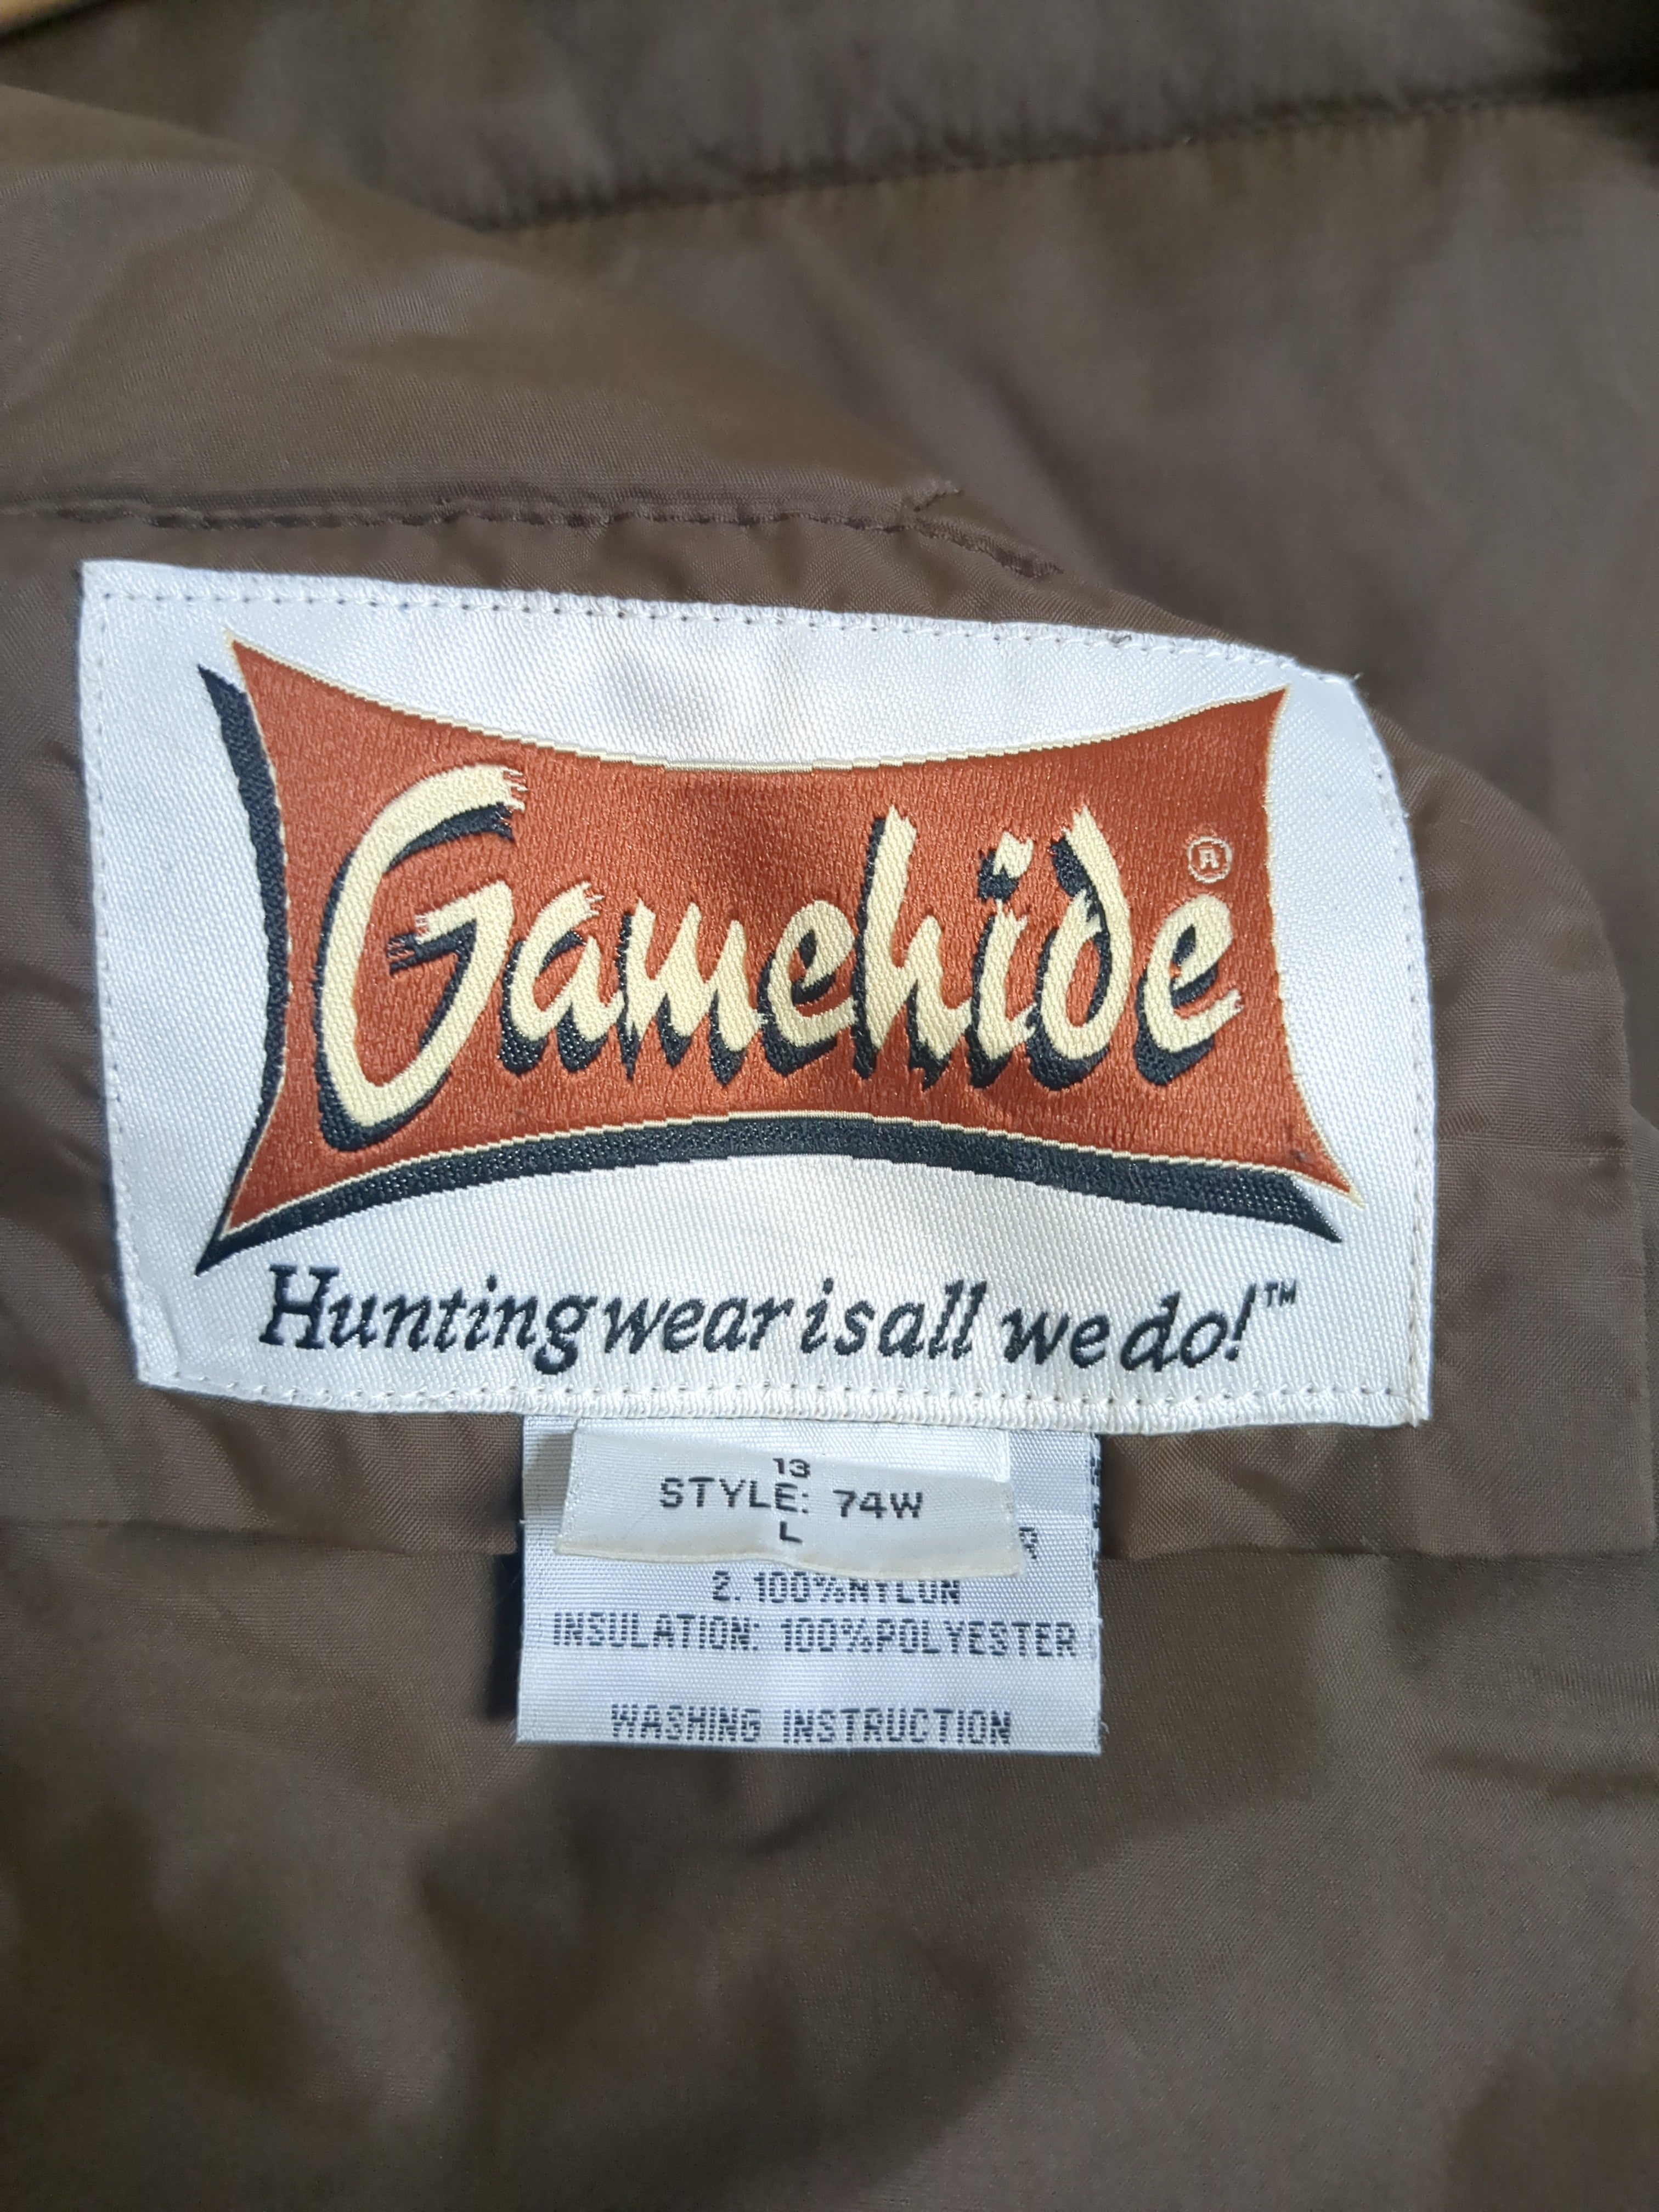 Gamehide ®
Hunting wear is all we do!™
13
STYLE: 74W
L
2. 100%NYLON
INSULATION: 100%POLYESTER
WASHING INSTRUCTION